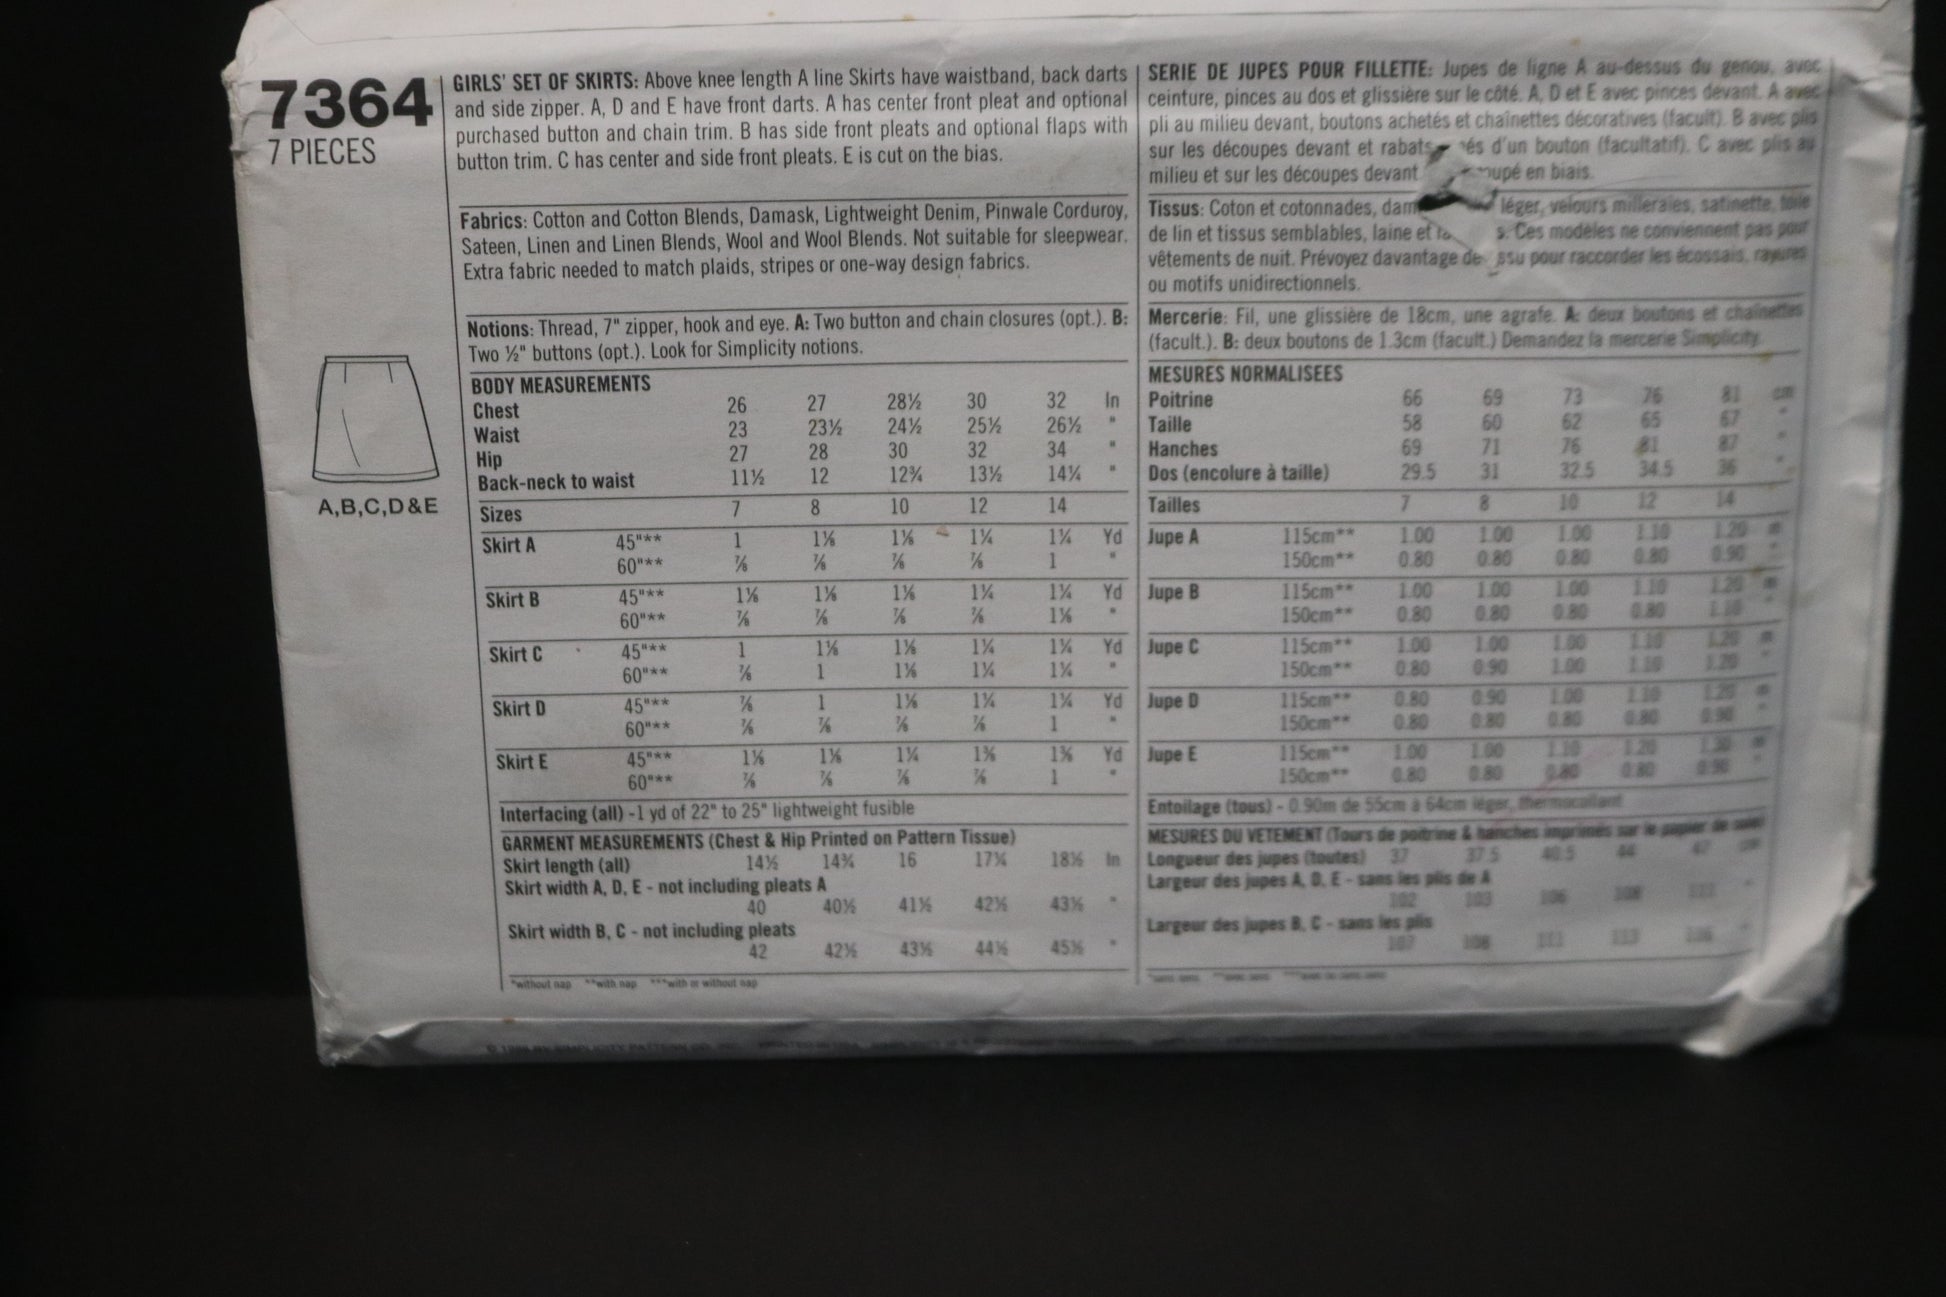 7364
7 PIECES
A,B,C,D&E
GIRLS' SET OF SKIRTS: Above knee length A line Skirts have waistband, back darts
and side zipper. A, D and E have front darts. A has center front pleat and optional
purchased button and chain trim. B has side front pleats and optional flaps with
button trim. C has center and side front pleats. E is cut on the bias.
Fabrics: Cotton and Cotton Blends, Damask, Lightweight Denim, Pinwale Corduroy,
Sateen, Linen and Linen Blends, Wool and Wool Blends. Not suitable for sleepwear.
Extra fabric needed to match plaids, stripes or one-way design fabrics.
Notions: Thread, 7" zipper, hook and eye. A: Two button and chain closures (opt.). B:
Two ½" buttons (opt.). Look for Simplicity notions.
BODY MEASUREMENTS
Chest 26 27 28½ 30 32 In
Waist 23 23½ 24½ 25½ 26½ "
Hip 27 28 30 32 34 "
Back-neck to waist 11½ 12 12¾ 13½ 14¼ "
Sizes 7 8 10 12 14
Skirt A 45"** 1 1⅛ 1⅛ 1¼ 1¼ Yd
60"** ⅞ ⅞ ⅞ ⅞ 1 "
Skirt B 45"** 1⅛ 1⅛ 1⅛ 1¼ 1¼ Yd
60"** ⅞ ⅞ ⅞ ⅞ 1⅛ "
Skirt C 45"** 1 1⅛ 1⅛ 1¼ 1¼ Yd
60"** ⅞ 1 1⅛ 1¼ 1¼ "
Skirt D 45"** ⅞ 1 1⅛ 1¼ 1¼ Yd
60"** ⅞ ⅞ ⅞ ⅞ 1 "
Skirt E 45"** 1⅛ 1⅛ 1¼ 1⅜ 1⅜ Yd
60"** ⅞ ⅞ ⅞ ⅞ 1 "
Interfacing (all) - 1 yd of 22" to 25" lightweight fusible
GARMENT MEASUREMENTS (Chest & Hip Printed on Pattern Tissue)
Skirt length (all) 14½ 14¾ 16 17¼ 18½ In
Skirt width A, D, E - not including pleats A
40 40½ 41½ 42½ 43½ "
Skirt width B, C - not including pleats
42 42½ 43½ 44½ 45½ "
*without nap **with nap ***with or without nap
SERIE DE JUPES POUR FILLETTE: Jupes de ligne A au-dessus du genou, avec
ceinture, pinces au dos et glissière sur le côté. A, D et E avec pinces devant. A avec
pli au milieu devant, boutons achetés et chaînettes décoratives (facult). B avec plis
sur les découpes devant et rabats d'un bouton (facultatif). C avec plis au
milieu et sur les découpes devant en biais.
Tissus: Coton et cotonnades, léger, velours milleraies, satinette, toile
de lin et tissus semblables, laine et Ces modèles ne conviennent pas pour
vêtements de nuit. Prévoyez davantage de pour raccorder les écossais, rayures
ou motifs unidirectionnels.
Mercerie: Fil, une glissière de 18cm, une agrafe. A: deux boutons et chaînettes
(facult.). B: deux boutons de 1.3cm (facult.) Demandez la mercerie Simplicity.
MESURES NORMALISEES
Poitrine 66 69 73 76 81 cm
Taille 58 60 62 65 67 "
Hanches 69 71 76 81 87 "
Dos (encolure à taille) 29.5 31 32.5 34.5 36 "
Tailles 7 8 10 12 14
Jupe A 115cm** 1.00 1.00 1.00 1.10 1.20 m
150cm** 0.80 0.80 0.80 0.80 0.90 "
Jupe B 115cm** 1.00 1.00 1.00 1.10 1.20 m
150cm** 0.80 0.80 0.80 0.80 1.10 "
Jupe C 115cm** 1.00 1.00 1.00 1.10 1.20 m
150cm** 0.80 0.90 1.00 1.10 1.20 "
Jupe D 115cm** 0.80 0.90 1.00 1.10 1.20 m
150cm** 0.80 0.80 0.80 0.80 0.90 "
Jupe E 115cm** 1.00 1.00 1.10 1.20 1.30 m
150cm** 0.80 0.80 0.80 0.80 0.90 "
Entoilage (tous) - 0.90m de 55cm à 64cm léger, thermocollant
MESURES DU VETEMENT (Tours de poitrine & hanches imprimés sur le papier de soie)
Longueur des jupes (toutes) 37 37.5 40.5 44 47 cm
Largeur des jupes A, D, E - sans les plis de A
102 103 106 108 111 "
Largeur des jupes B, C - sans les plis
107 108 111 113 116 "